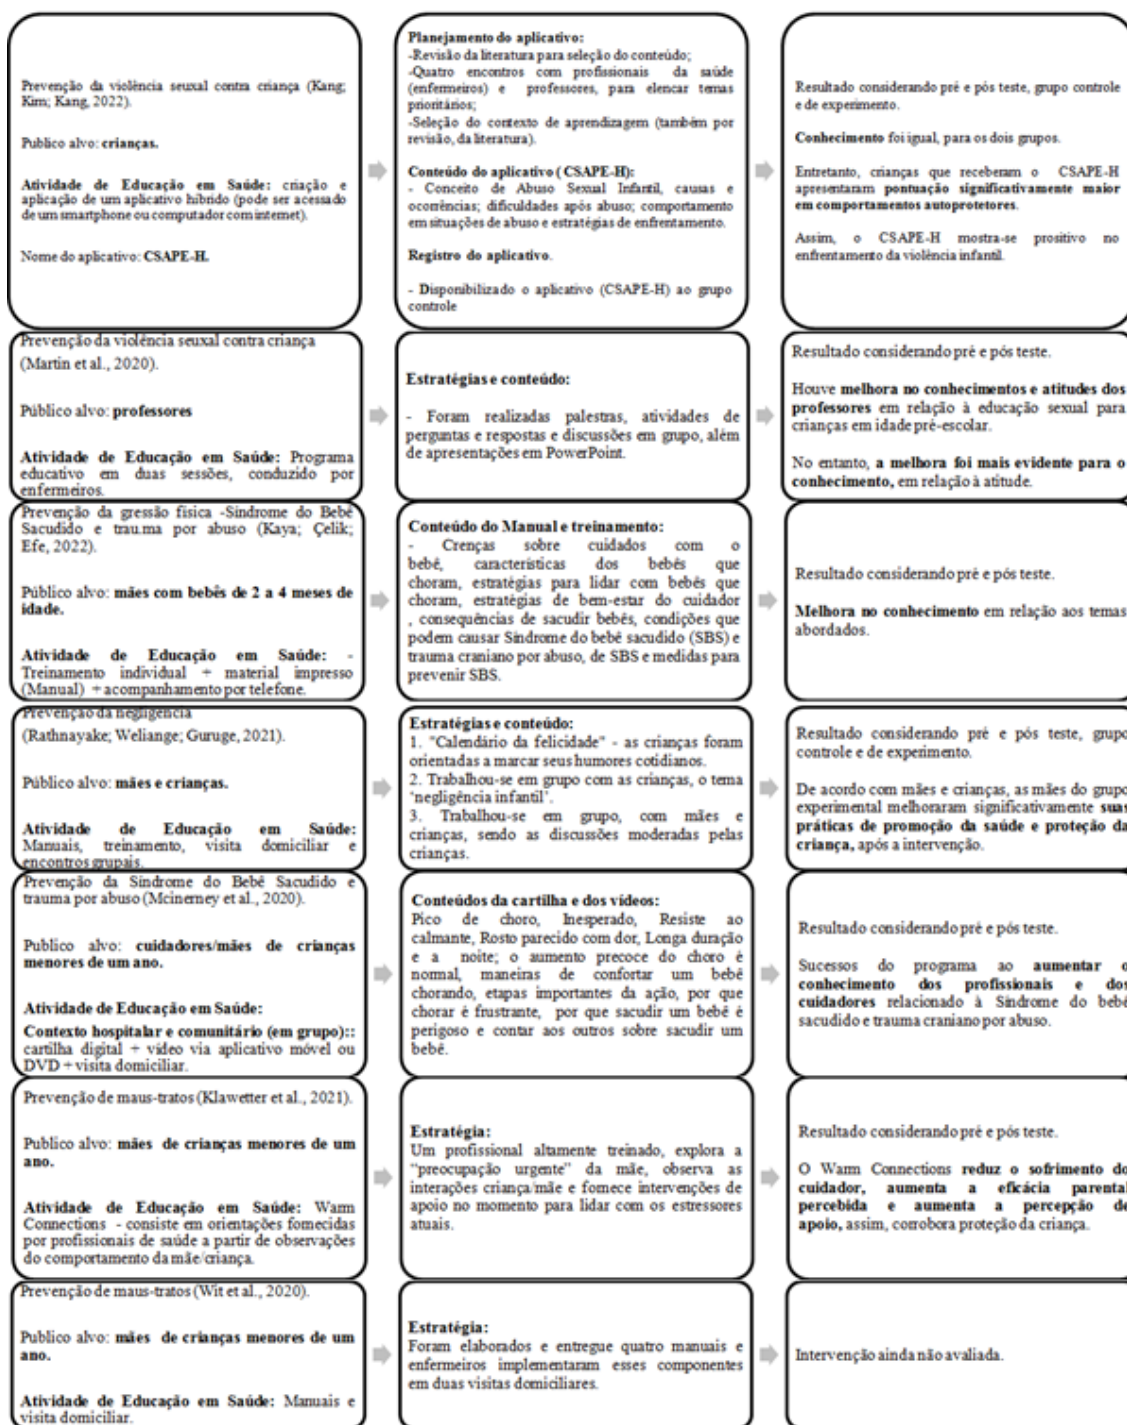 Prevenção da violência seuxal contra criança (Kang;
Kim; Kang, 2022).
Publico alvo: crianças.
Atividade de Educação em Saúde: criação e
aplicação de um aplicativo híbrido (pode ser acessado
de um smartphone ou computador com internet).
Nome do aplicativo: CSAPE-H.
Planejamento do aplicativo:
-Revisão da literatura para seleção do conteúdo;
-Quatro encontros com profissionais da saúde
(enfermeiros) e professores, para elencar temas
prioritários;
-Seleção do contexto de aprendizagem (também por
revisão, da literatura).
Conteúdo do aplicativo ( CSAPE-H):
- Conceito de Abuso Sexual Infantil, causas e
ocorrências; dificuldades após abuso; comportamento
em situações de abuso e estratégias de enfrentamento.
Registro do aplicativo.
- Disponibilizado o aplicativo (CSAPE-H) ao grupo
controle
Resultado considerando pré e pós teste, grupo controle
e de experimento.
Conhecimento foi igual, para os dois grupos.
Entretanto, crianças que receberam o CSAPE-H
apresentaram pontuação significativamente maior
em comportamentos autoprotetores.
Assim, o CSAPE-H mostra-se prositivo no
enfrentamento da violência infantil.
Prevenção da violência seuxal contra criança
(Martin et al., 2020).
Público alvo: professores
Atividade de Educação em Saúde: Programa
educativo em duas sessões, conduzido por
enfermeiros.
Estratégias e conteúdo:
- Foram realizadas palestras, atividades de
perguntas e respostas e discussões em grupo, além
de apresentações em PowerPoint.
Resultado considerando pré e pós teste.
Houve melhora no conhecimentos e atitudes dos
professores em relação à educação sexual para
crianças em idade pré-escolar.
No entanto, a melhora foi mais evidente para o
conhecimento, em relação à atitude.
Prevenção da gressão física -Síndrome do Bebê
Sacudido e trau.ma por abuso (Kaya; Çelik;
Efe, 2022).
Público alvo: mães com bebês de 2 a 4 meses de
idade.
Atividade de Educação em Saúde: -
Treinamento individual + material impresso
(Manual) + acompanhamento por telefone.
Conteúdo do Manual e treinamento:
- Crenças sobre cuidados com o
bebê, características dos bebês que
choram, estratégias para lidar com bebês que
choram, estratégias de bem-estar do cuidador
, consequências de sacudir bebês, condições que
podem causar Síndrome do bebê sacudido (SBS) e
trauma craniano por abuso, de SBS e medidas para
prevenir SBS.
Resultado considerando pré e pós teste.
Melhora no conhecimento em relação aos temas
abordados.
Prevenção da negligência
(Rathnayake; Weliange; Guruge, 2021).
Público alvo: mães e crianças.
Atividade de Educação em Saúde:
Manuais, treinamento, visita domiciliar e
encontros grupais.
Estratégias e conteúdo:
1. "Calendário da felicidade" - as crianças foram
orientadas a marcar seus humores cotidianos.
2. Trabalhou-se em grupo com as crianças, o tema
'negligência infantil'.
3. Trabalhou-se em grupo, com mães e
crianças, sendo as discussões moderadas pelas
crianças.
Resultado considerando pré e pós teste, grupo
controle e de experimento.
De acordo com mães e crianças, as mães do grupo
experimental melhoraram significativamente suas
práticas de promoção da saúde e proteção da
criança, após a intervenção.
Prevenção da Síndrome do Bebê Sacudido e
trauma por abuso (Mcinerney et al., 2020).
Publico alvo: cuidadores/mães de crianças
menores de um ano.
Atividade de Educação em Saúde:
Contexto hospitalar e comunitário (em grupo)::
cartilha digital + vídeo via aplicativo móvel ou
DVD + visita domiciliar.
Conteúdos da cartilha e dos vídeos:
Pico de choro, Inesperado, Resiste ao
calmante, Rosto parecido com dor, Longa duração
e a noite; o aumento precoce do choro é
normal, maneiras de confortar um bebê
chorando, etapas importantes da ação, por que
chorar é frustrante, por que sacudir um bebê é
perigoso e contar aos outros sobre sacudir um
bebê.
Resultado considerando pré e pós teste.
Sucessos do programa ao aumentar o
conhecimento dos profissionais e dos
cuidadores relacionado à Síndrome do bebê
sacudido e trauma craniano por abuso.
Prevenção de maus-tratos (Klawetter et al., 2021).
Publico alvo: mães de crianças menores de um
ano.
Atividade de Educação em Saúde: Warm
Connections - consiste em orientações fornecidas
por profissionais de saúde a partir de observações
do comportamento da mãe/criança.
Estratégia:
Um profissional altamente treinado, explora a
"preocupação urgente" da mãe, observa as
interações criança/mãe e fornece intervenções de
apoio no momento para lidar com os estressores
atuais.
Resultado considerando pré e pós teste.
O Warm Connections reduz o sofrimento do
cuidador, aumenta a eficácia parental
percebida e aumenta a percepção de
apoio, assim, corrobora proteção da criança.
Prevenção de maus-tratos (Wit et al., 2020).
Publico alvo: mães de crianças menores de um
ano.
Atividade de Educação em Saúde: Manuais e
visita domiciliar.
Estratégia:
Foram elaborados e entregue quatro manuais e
enfermeiros implementaram esses componentes
em duas visitas domiciliares.
Intervenção ainda não avaliada.